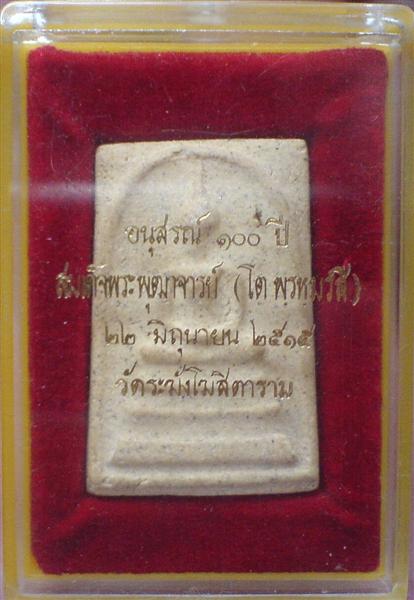 อนุสรณ์ ๑๐๐ ปี
สมเด็จพระพุฒาจารย์ (โต พรหมรังสี)
๒๒ มิถุนายน ๒๕๑๕
วัดระฆังโฆสิตาราม